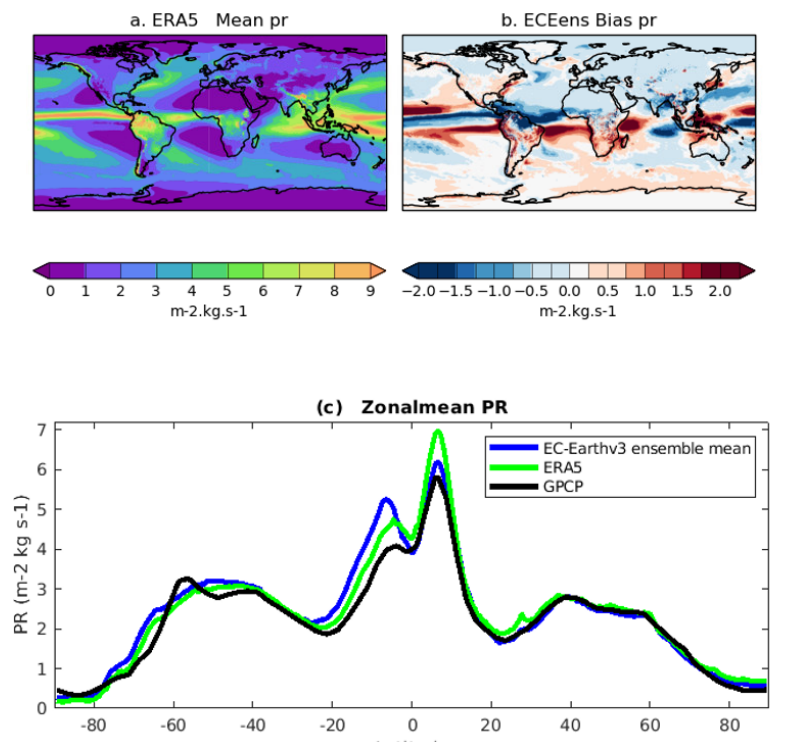 a. ERA5 Mean pr
b. ECEens Bias pr
0 1 2 3 4 5 6 7 8 9
m-2.kg.s-1
−2.0 −1.5 −1.0 −0.5 0.0 0.5 1.0 1.5 2.0
m-2.kg.s-1
(c) Zonalmean PR
PR (m-2 kg s-1)
7
6
5
4
3
2
1
0
EC-Earthv3 ensemble mean
ERA5
GPCP
-80 -60 -40 -20 0 20 40 60 80